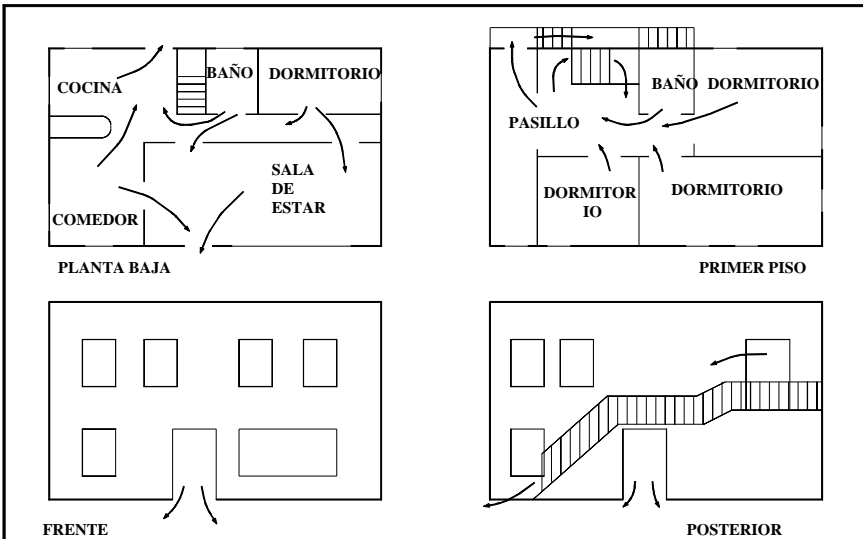 COCINA
BAÑO
DORMITORIO
SALA
DE
ESTAR
COMEDOR
PLANTA BAJA
BAÑO
DORMITORIO
PASILLO
DORMITOR
IO
DORMITORIO
PRIMER PISO
FRENTE
POSTERIOR